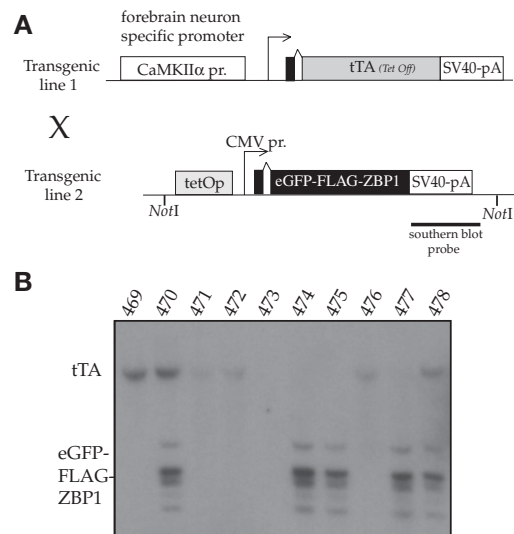 A
forebrain neuron
specific promoter
Transgenic
line 1
CaMKIIα pr.
tTA (Tet Off)
SV40-pA
X
CMV pr.
Transgenic
line 2
tetOp
eGFP-FLAG-ZBP1
SV40-pA
NotI
NotI
southern blot
probe
B
469 470 471 472 473 474 475 476 477 478
tTA
eGFP-
FLAG-
ZBP1